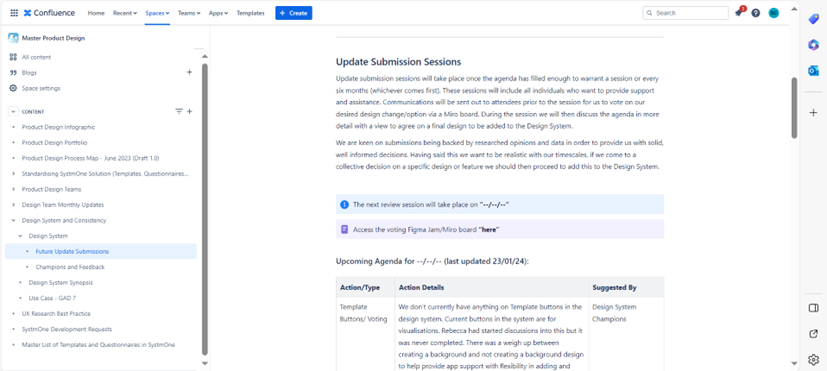 Confluence
Home Recent Spaces Teams Apps Templates + Create
Search
Master Product Design
All content
Blogs
Space settings
CONTENT
Product Design Infographic
Product Design Portfolio
Product Design Process Map - June 2023 (Draft 1.0)
Standardising SystmOne Solution (Templates, Questionnaires...
Product Design Teams
Design Team Monthly Updates
Design System and Consistency
Design System
Future Update Submissions
Champions and Feedback
Design System Synopsis
Use Case - GAD 7
UX Research Best Practice
SystmOne Development Requests
Master List of Templates and Questionnaires in SystmOne
Update Submission Sessions
Update submission sessions will take place once the agenda has filled enough to warrant a session or every
six months (whichever comes first). These sessions will include all individuals who want to provide support
and assistance. Communications will be sent out to attendees prior to the session for us to vote on our
desired design change/option via a Miro board. During the session we will then discuss the agenda in more
detail with a view to agree on a final design to be added to the Design System.
We are keen on submissions being backed by researched opinions and data in order to provide us with solid,
well informed decisions. Having said this we want to be realistic with our timescales, if we come to a
collective decision on a specific design or feature we should then proceed to add this to the Design System.
The next review session will take place on "--/--/--"
Access the voting Figma Jam/Miro board "here"
Upcoming Agenda for --/--/-- (last updated 23/01/24):
Action/Type Action Details Suggested By
Template We don't currently have anything on Template buttons in the Design System
Buttons/ Voting design system. Current buttons in the system are for Champions
visualisations. Rebecca had started discussions into this but it
was never completed. There was a weigh up between
creating a background and not creating a background design
to help provide app support with flexibility in adding and